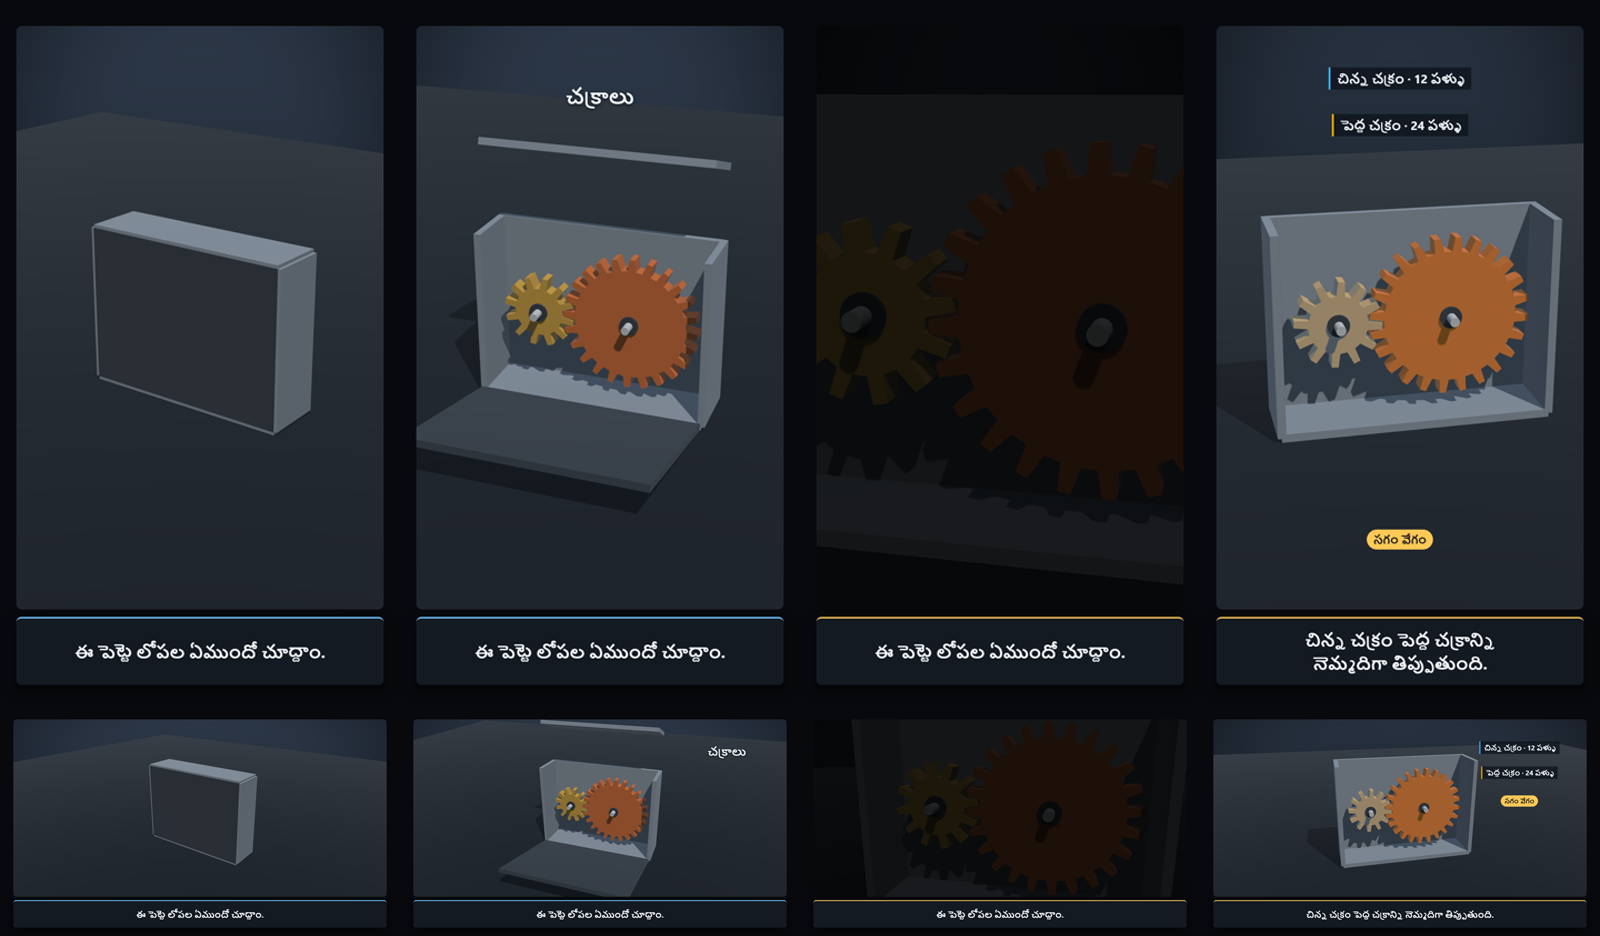 చక్రాలు
చిన్న చక్రం · 12 పళ్ళు
పెద్ద చక్రం · 24 పళ్ళు
సగం వేగం
ఈ పెట్టె లోపల ఏముందో చూద్దాం.
ఈ పెట్టె లోపల ఏముందో చూద్దాం.
ఈ పెట్టె లోపల ఏముందో చూద్దాం.
చిన్న చక్రం పెద్ద చక్రాన్ని
నెమ్మదిగా తిప్పుతుంది.
చక్రాలు
చిన్న చక్రం · 12 పళ్ళు
పెద్ద చక్రం · 24 పళ్ళు
సగం వేగం
ఈ పెట్టె లోపల ఏముందో చూద్దాం.
ఈ పెట్టె లోపల ఏముందో చూద్దాం.
ఈ పెట్టె లోపల ఏముందో చూద్దాం.
చిన్న చక్రం పెద్ద చక్రాన్ని నెమ్మదిగా తిప్పుతుంది.